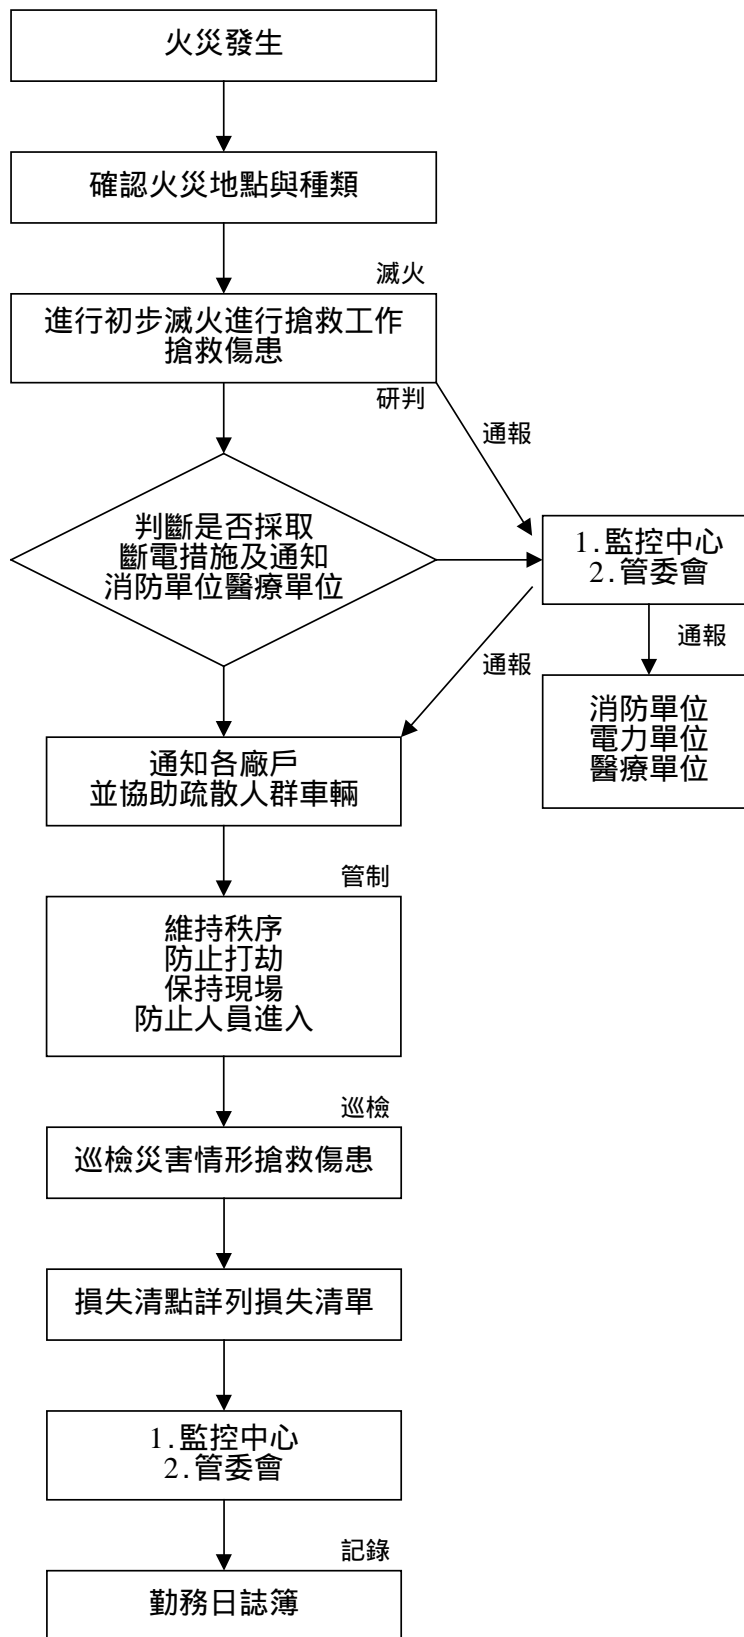 火災發生
確認火災地點與種類
滅火
進行初步滅火進行搶救工作
搶救傷患
研判
通報
判斷是否採取
斷電措施及通知
消防單位醫療單位
1.監控中心
2.管委會
通報
通報
消防單位
電力單位
醫療單位
通知各廠戶
並協助疏散人群車輛
管制
維持秩序
防止打劫
保持現場
防止人員進入
巡檢
巡檢災害情形搶救傷患
損失清點詳列損失清單
1.監控中心
2.管委會
記錄
勤務日誌簿